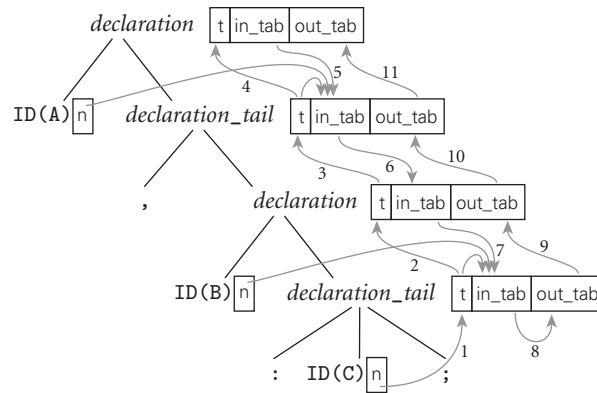 declaration t in_tab out_tab
5 11
4
ID(A) n declaration_tail t in_tab out_tab
3 6 10
, declaration t in_tab out_tab
7 9
2
ID(B) n declaration_tail t in_tab out_tab
1 8
: ID(C) n ;